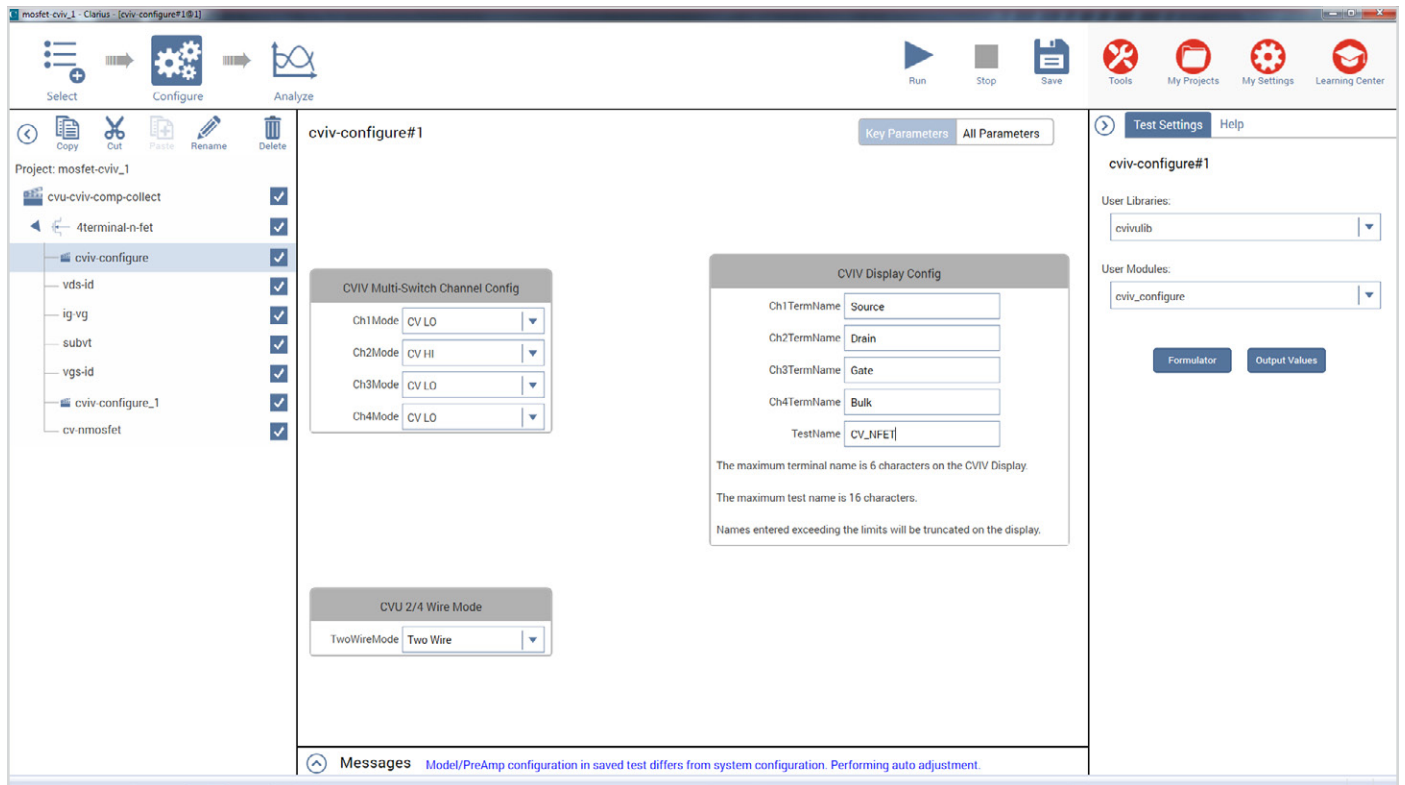 mosfet-cviv_1 - Clarius - [cviv-configure#1@1]
Select
Configure
Analyze
Run
Stop
Save
Tools
My Projects
My Settings
Learning Center
Copy
Cut
Paste
Rename
Delete
Project: mosfet-cviv_1
cvu-cviv-comp-collect
4terminal-n-fet
cviv-configure
vds-id
ig-vg
subvt
vgs-id
cviv-configure_1
cv-nmosfet
cviv-configure#1
Key Parameters All Parameters
CVIV Multi-Switch Channel Config
Ch1Mode CV LO
Ch2Mode CV HI
Ch3Mode CV LO
Ch4Mode CV LO
CVIV Display Config
Ch1TermName Source
Ch2TermName Drain
Ch3TermName Gate
Ch4TermName Bulk
TestName CV_NFET
The maximum terminal name is 6 characters on the CVIV Display.
The maximum test name is 16 characters.
Names entered exceeding the limits will be truncated on the display.
CVU 2/4 Wire Mode
TwoWireMode Two Wire
Messages Model/PreAmp configuration in saved test differs from system configuration. Performing auto adjustment.
Test Settings Help
cviv-configure#1
User Libraries:
cvivulib
User Modules:
cviv_configure
Formulator Output Values